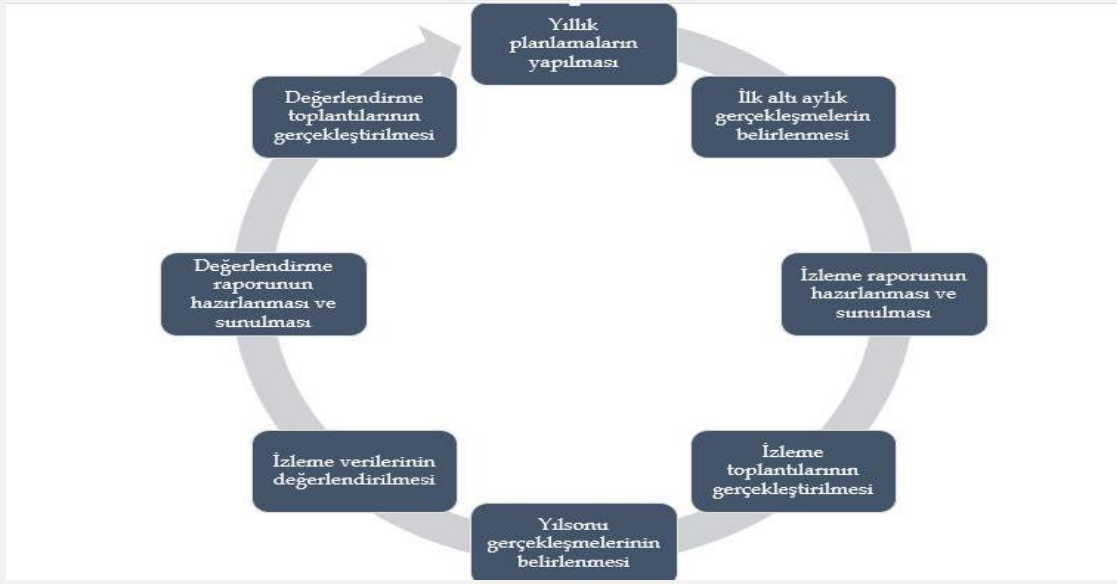 Yıllık
planlamaların
yapılması
İlk altı aylık
gerçekleşmelerin
belirlenmesi
İzleme raporunun
hazırlanması ve
sunulması
İzleme
toplantılarının
gerçekleştirilmesi
Yılsonu
gerçekleşmelerinin
belirlenmesi
İzleme verilerinin
değerlendirilmesi
Değerlendirme
raporunun
hazırlanması ve
sunulması
Değerlendirme
toplantılarının
gerçekleştirilmesi